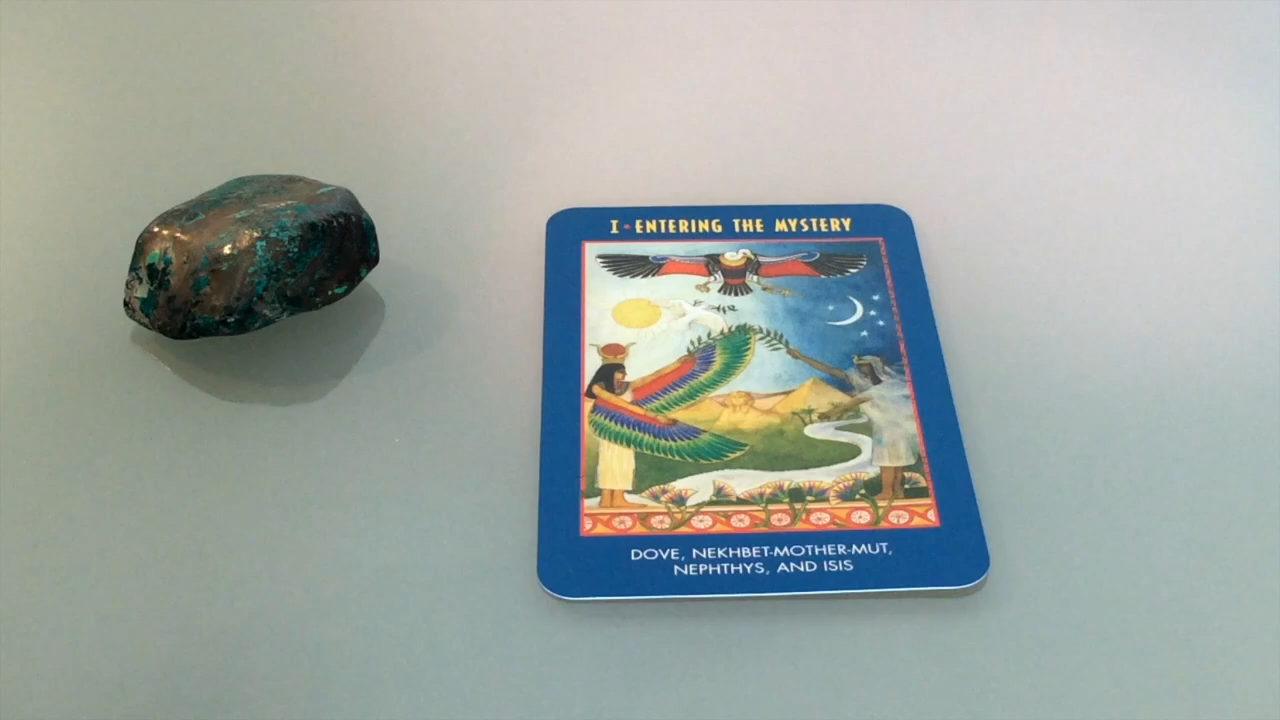 I • ENTERING THE MYSTERY
DOVE, NEKHBET-MOTHER-MUT,
NEPHTHYS, AND ISIS